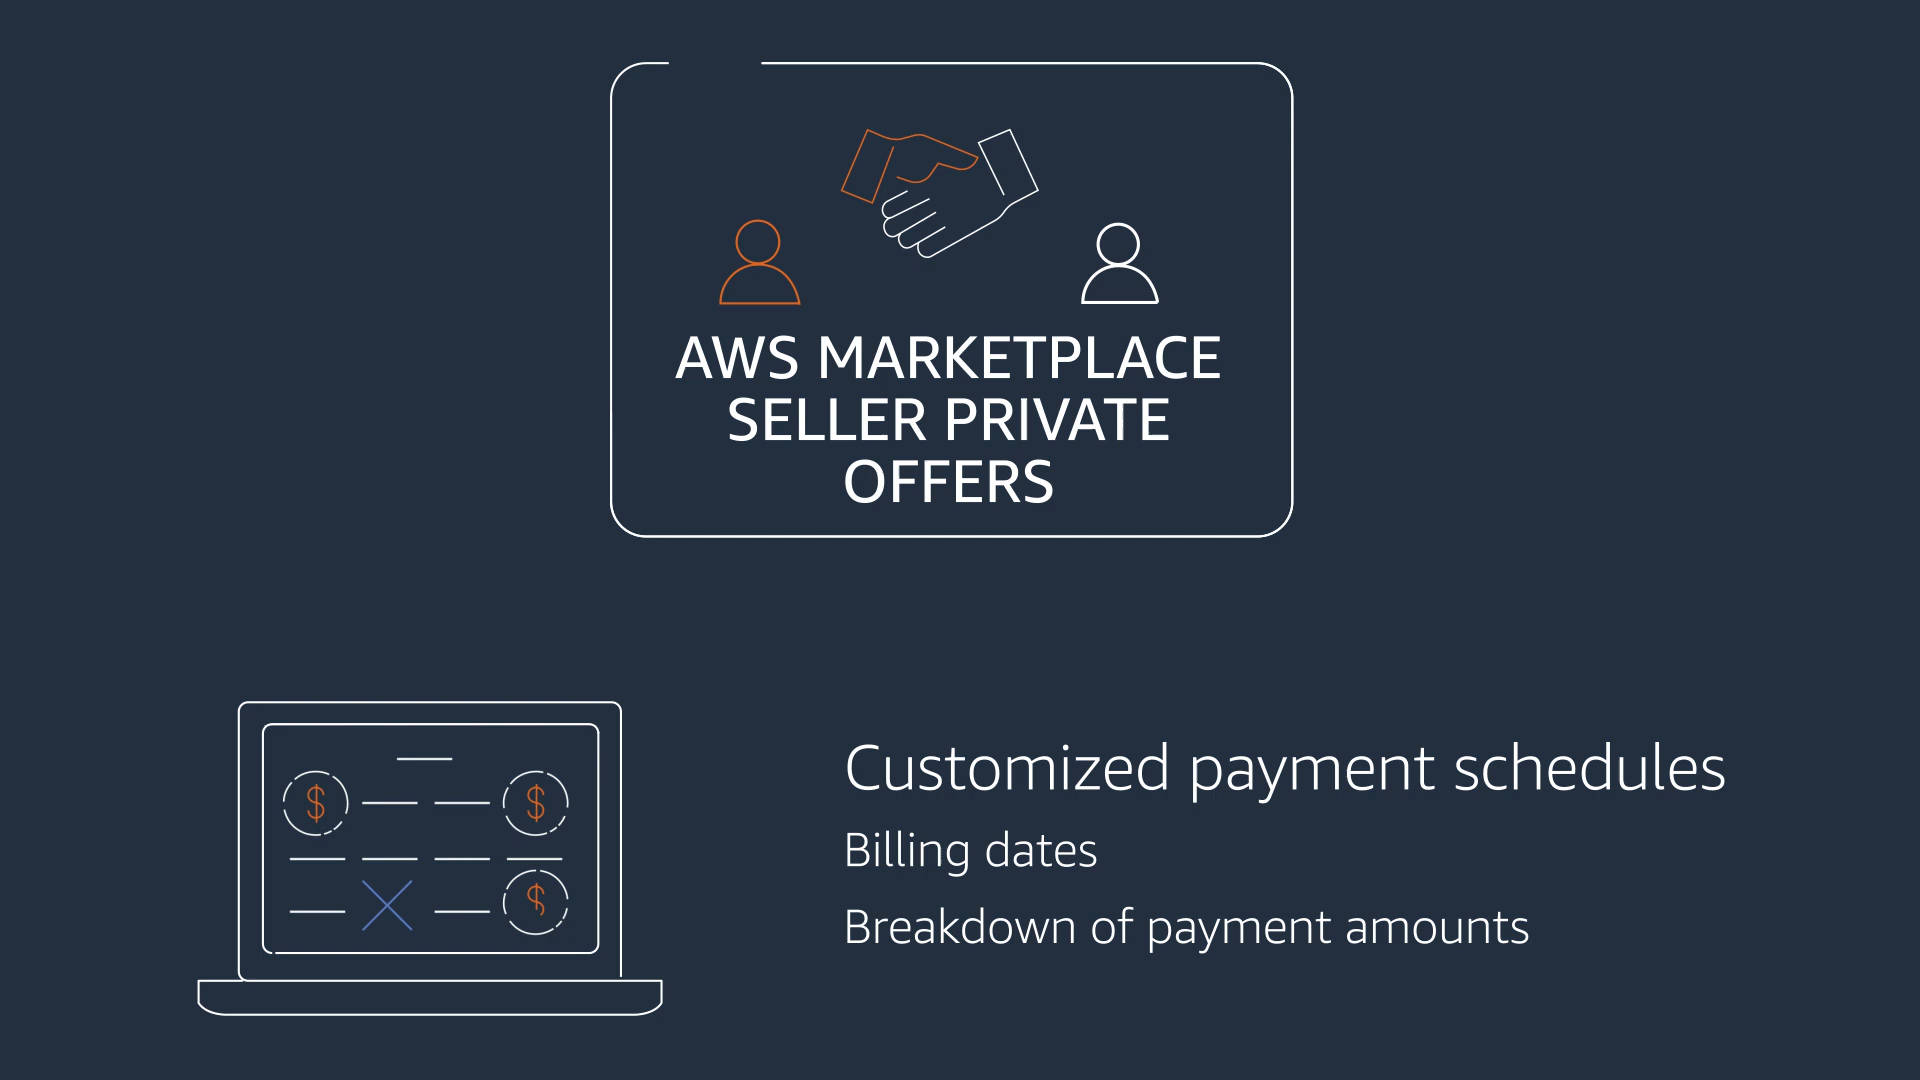 AWS MARKETPLACE
SELLER PRIVATE
OFFERS
$
$
$
Customized payment schedules
Billing dates
Breakdown of payment amounts